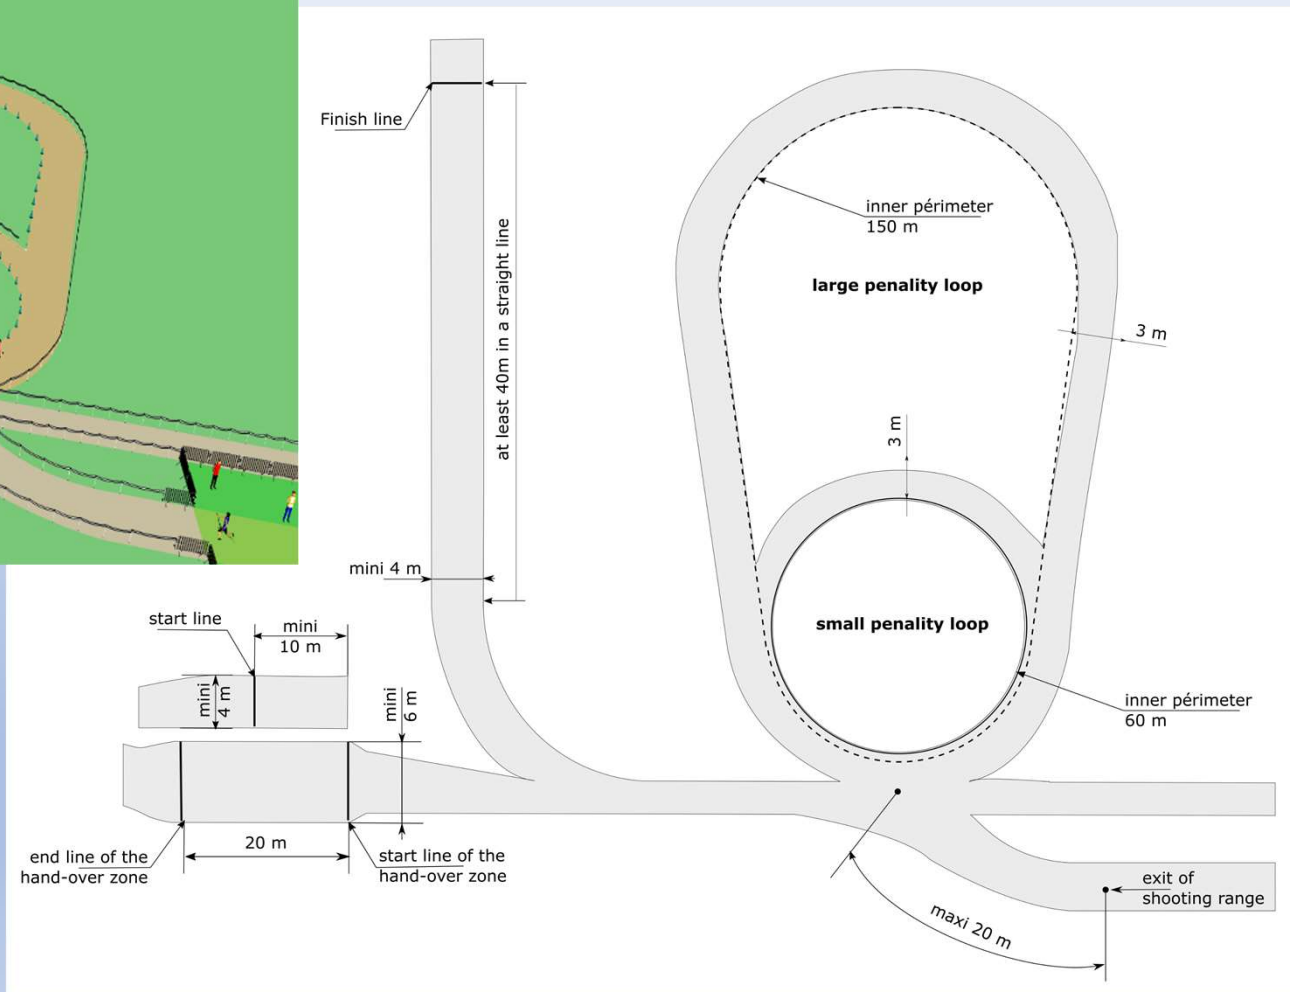 Finish line
inner périmeter
150 m
large penality loop
3 m
at least 40m in a straight line
3 m
mini 4 m
start line
mini
10 m
small penality loop
mini
4 m
mini
6 m
inner périmeter
60 m
20 m
end line of the
hand-over zone
start line of the
hand-over zone
exit of
shooting range
maxi 20 m